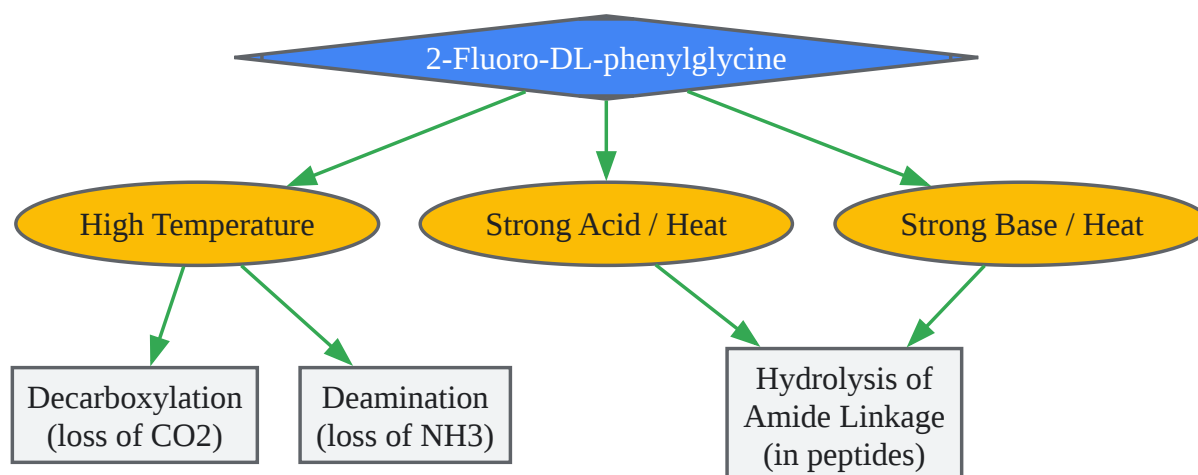 2-Fluoro-DL-phenylglycine
High Temperature
Strong Acid / Heat
Strong Base / Heat
Decarboxylation
(loss of CO2)
Deamination
(loss of NH3)
Hydrolysis of
Amide Linkage
(in peptides)